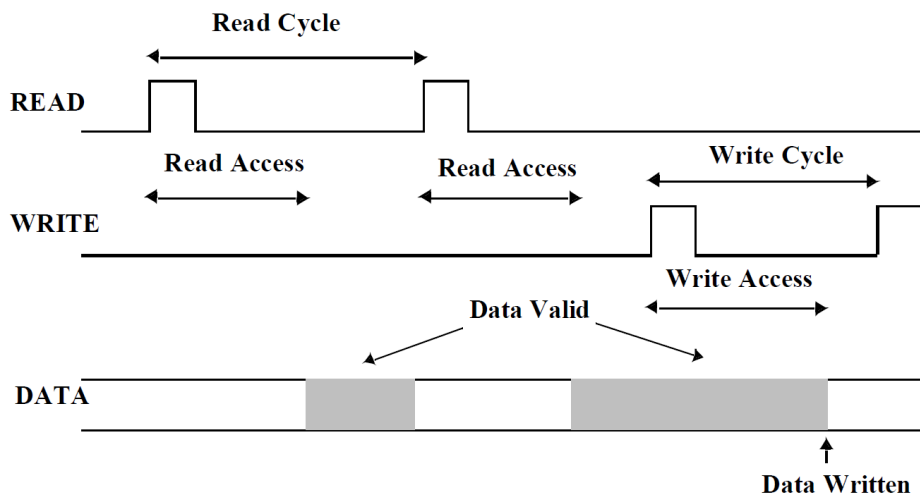 Read Cycle
READ
Read Access
Read Access
Write Cycle
WRITE
Write Access
Data Valid
DATA
Data Written